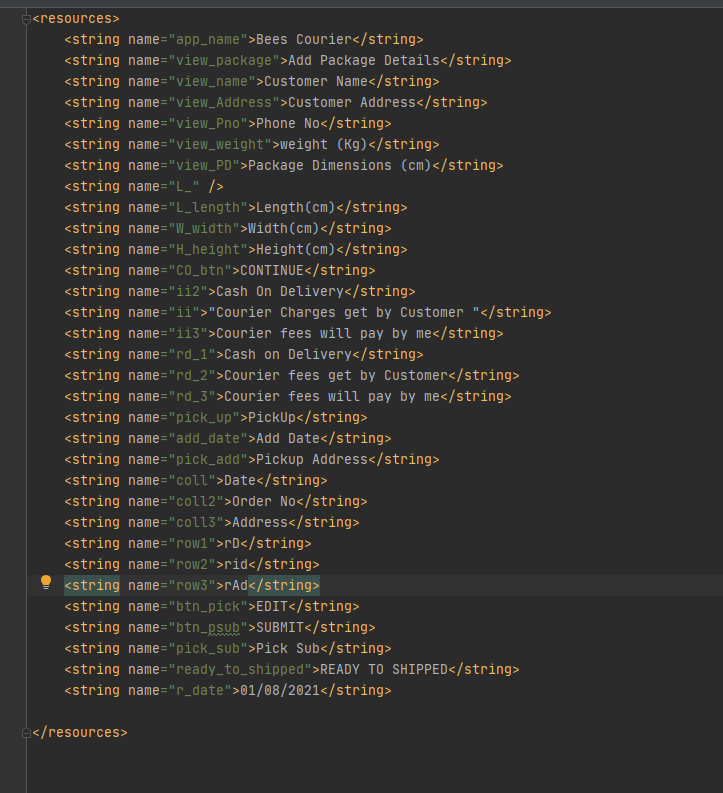 <resources>
<string name="app_name">Bees Courier</string>
<string name="view_package">Add Package Details</string>
<string name="view_name">Customer Name</string>
<string name="view_Address">Customer Address</string>
<string name="view_Pno">Phone No</string>
<string name="view_weight">weight (Kg)</string>
<string name="view_PD">Package Dimensions (cm)</string>
<string name="L_" />
<string name="L_length">Length(cm)</string>
<string name="W_width">Width(cm)</string>
<string name="H_height">Height(cm)</string>
<string name="CO_btn">CONTINUE</string>
<string name="ii2">Cash On Delivery</string>
<string name="ii">"Courier Charges get by Customer "</string>
<string name="ii3">Courier fees will pay by me</string>
<string name="rd_1">Cash on Delivery</string>
<string name="rd_2">Courier fees get by Customer</string>
<string name="rd_3">Courier fees will pay by me</string>
<string name="pick_up">PickUp</string>
<string name="add_date">Add Date</string>
<string name="pick_add">Pickup Address</string>
<string name="coll">Date</string>
<string name="coll2">Order No</string>
<string name="coll3">Address</string>
<string name="row1">rD</string>
<string name="row2">rid</string>
<string name="row3">rAd</string>
<string name="btn_pick">EDIT</string>
<string name="btn_psub">SUBMIT</string>
<string name="pick_sub">Pick Sub</string>
<string name="ready_to_shipped">READY TO SHIPPED</string>
<string name="r_date">01/08/2021</string>
</resources>